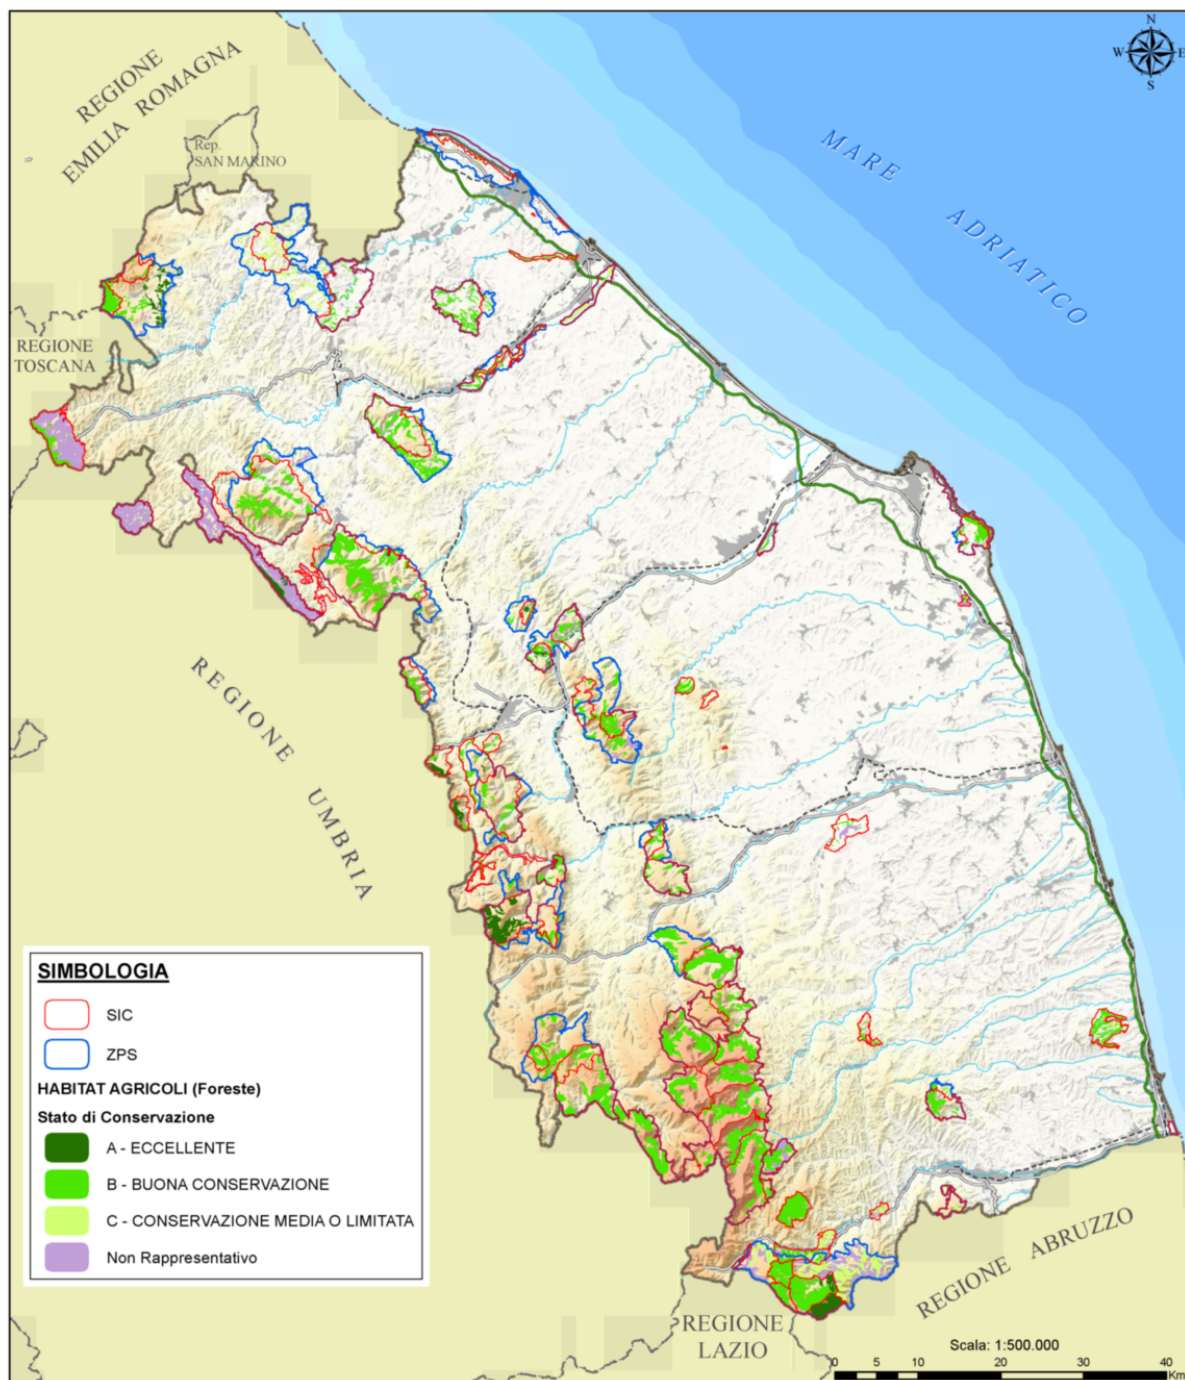 N
W E
S
REGIONE
EMILIA ROMAGNA
Rep.
SAN MARINO
MARE
ADRIATICO
REGIONE
TOSCANA
REGIONE
UMBRIA
SIMBOLOGIA
SIC
ZPS
HABITAT AGRICOLI (Foreste)
Stato di Conservazione
A - ECCELLENTE
B - BUONA CONSERVAZIONE
C - CONSERVAZIONE MEDIA O LIMITATA
Non Rappresentativo
REGIONE ABRUZZO
REGIONE
LAZIO
Scala: 1:500.000
0 5 10 20 30 40
Km